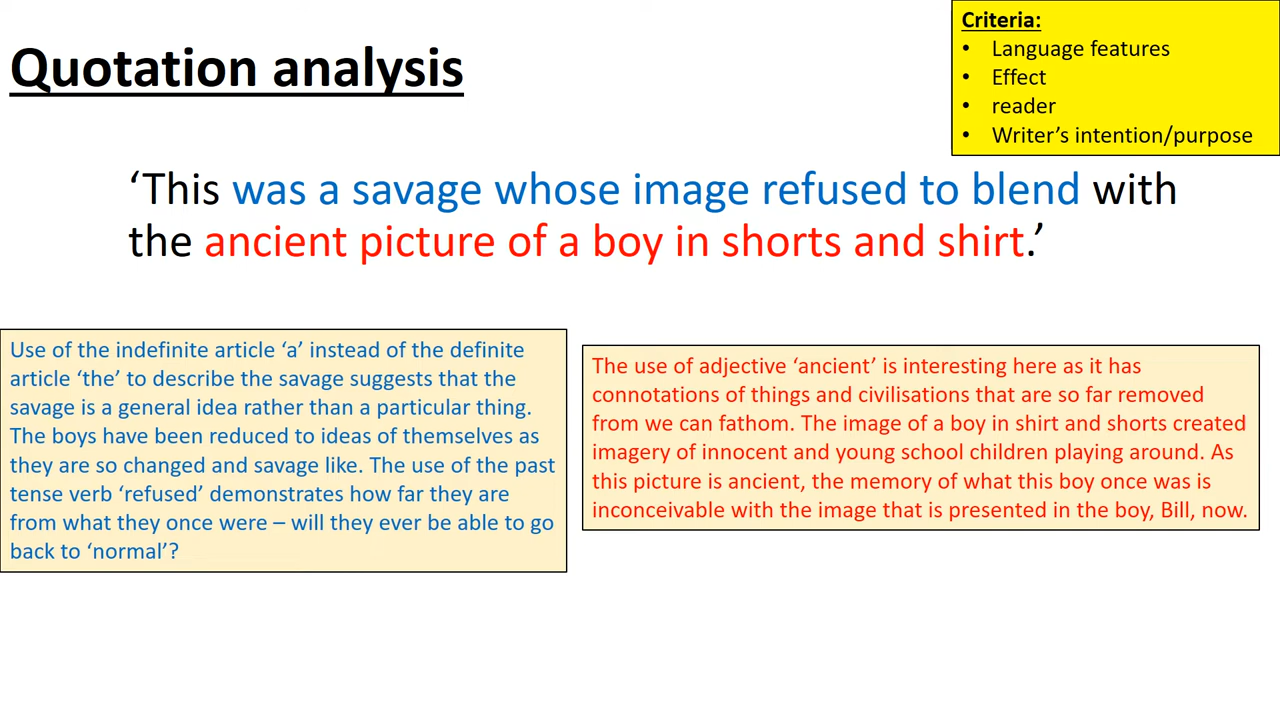 Quotation analysis
Criteria:
• Language features
• Effect
• reader
• Writer's intention/purpose
‘This was a savage whose image refused to blend with
the ancient picture of a boy in shorts and shirt.’
Use of the indefinite article ‘a’ instead of the definite
article ‘the’ to describe the savage suggests that the
savage is a general idea rather than a particular thing.
The boys have been reduced to ideas of themselves as
they are so changed and savage like. The use of the past
tense verb ‘refused’ demonstrates how far they are
from what they once were – will they ever be able to go
back to ‘normal’?
The use of adjective ‘ancient’ is interesting here as it has
connotations of things and civilisations that are so far removed
from we can fathom. The image of a boy in shirt and shorts created
imagery of innocent and young school children playing around. As
this picture is ancient, the memory of what this boy once was is
inconceivable with the image that is presented in the boy, Bill, now.